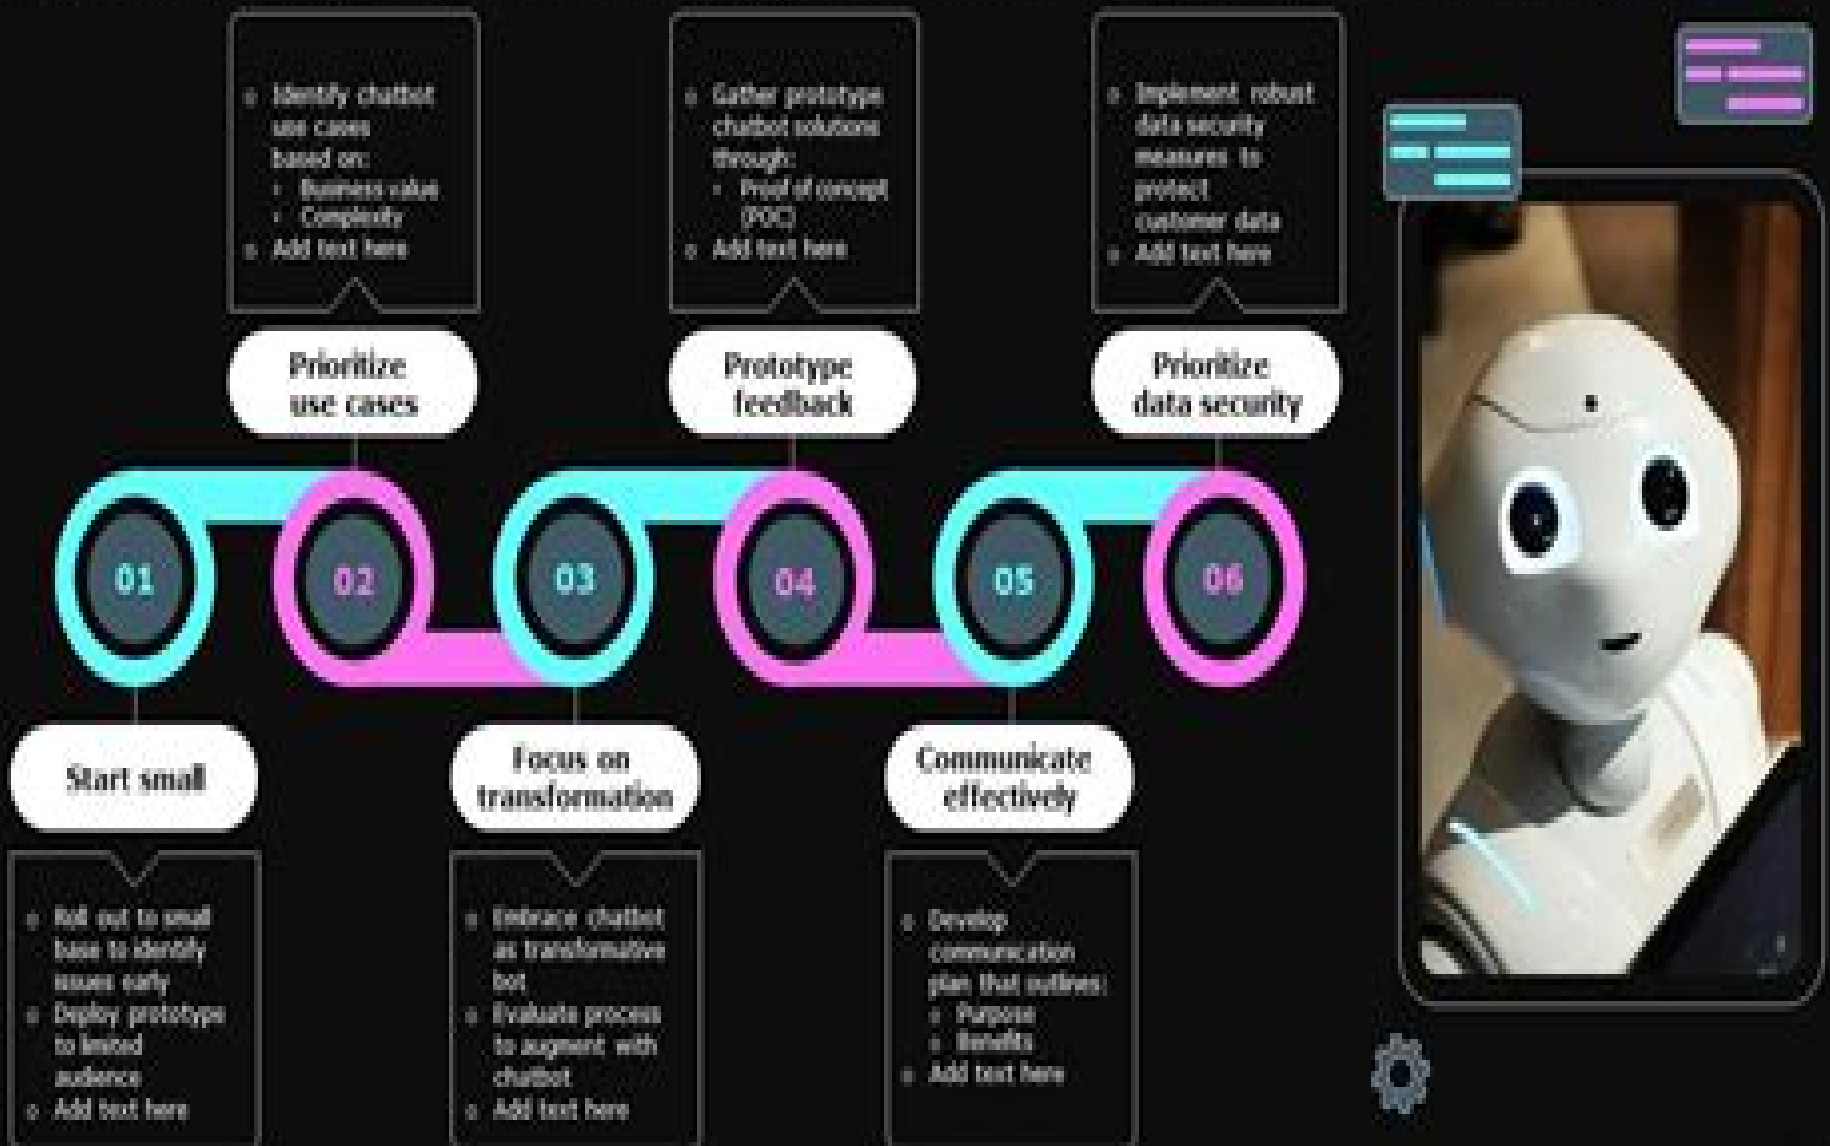 Identify chatbot
use cases
based on:
Business value
Complexity
Add text here
Prioritize
use cases
Gather prototype
chatbot solutions
through:
Proof of concept
(POC)
Add text here
Prototype
feedback
Implement robust
data security
measures to
protect
customer data
Add text here
Prioritize
data security
01
02
03
04
05
06
Start small
Roll out to small
base to identify
issues early
Deploy prototype
to limited
audience
Add text here
Focus on
transformation
Embrace chatbot
as transformative
bot
Evaluate process
to augment with
chatbot
Add text here
Communicate
effectively
Develop
communication
plan that outlines:
Purpose
Benefits
Add text here